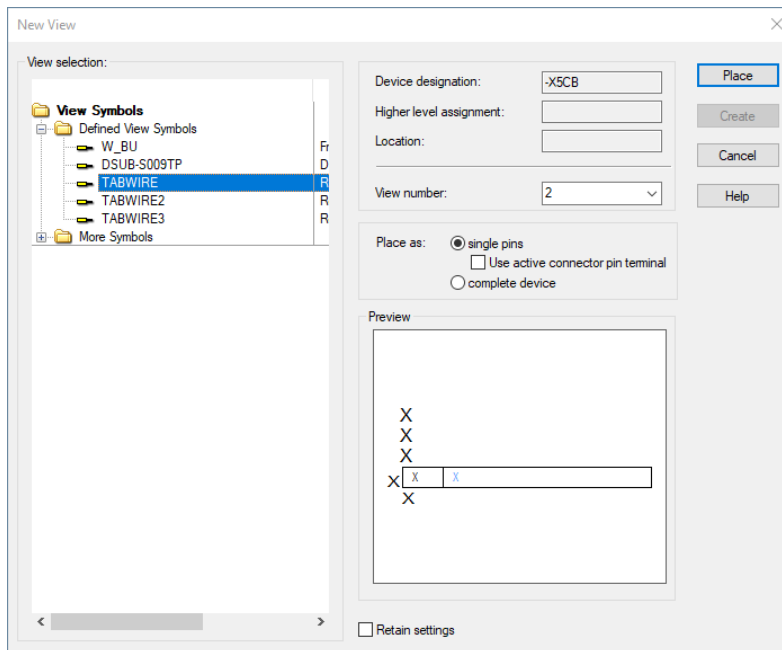 New View
View selection:
View Symbols
Defined View Symbols
W_BU Fr
DSUB-S009TP D
TABWIRE R
TABWIRE2 R
TABWIRE3 R
More Symbols
Device designation: -X5CB
Higher level assignment:
Location:
View number: 2
Place as: single pins
Use active connector pin terminal
complete device
Preview
X
X
X
X X X
X
Retain settings
Place
Create
Cancel
Help